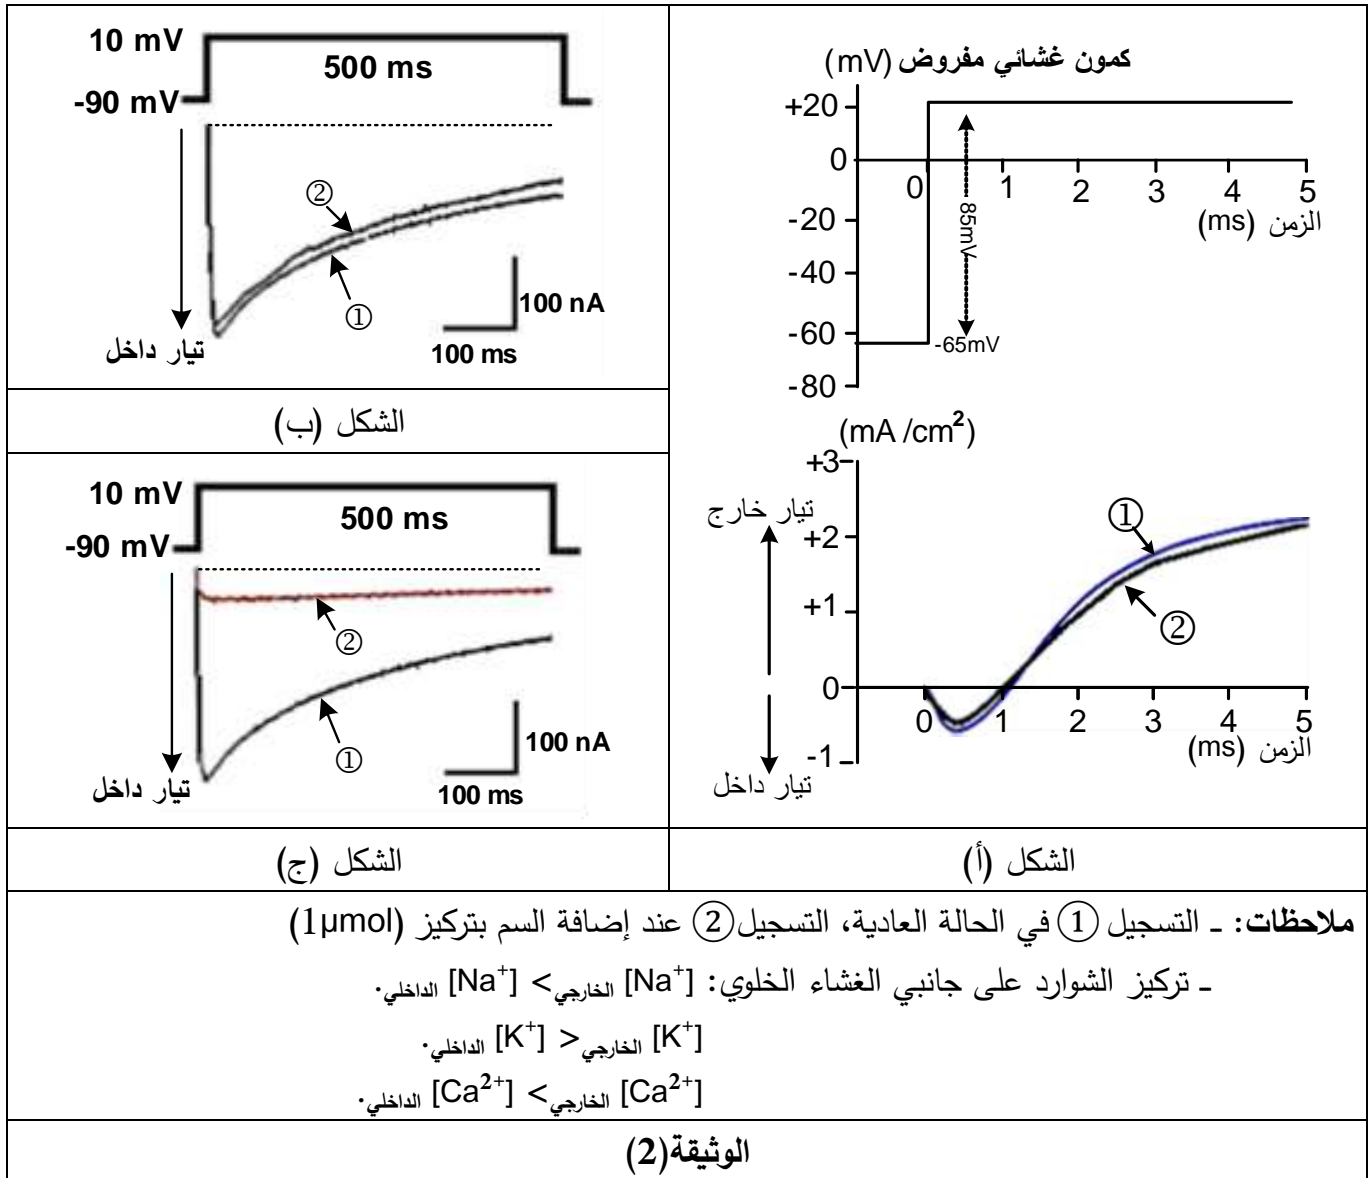 10 mV
-90 mV
500 ms
②
①
100 nA
100 ms
تيار داخل
الشكل (ب)
10 mV
-90 mV
500 ms
②
①
100 nA
100 ms
تيار داخل
الشكل (ج)
كمون غشائي مفروض (mV)
+20
0
-20
-40
-60
-80
0 1 2 3 4 5
الزمن (ms)
85mV
-65mV
(mA /cm²)
+3
+2
+1
0
-1
تيار خارج
تيار داخل
①
②
0 1 2 3 4 5
الزمن (ms)
الشكل (أ)
ملاحظات: ـ التسجيل ① في الحالة العادية، التسجيل ② عند إضافة السم بتركيز (1µmol)
ـ تركيز الشوارد على جانبي الغشاء الخلوي: [Na⁺] الخارجي> [Na⁺] الداخلي.
[K⁺] الخارجي< [K⁺] الداخلي.
[Ca²⁺] الخارجي> [Ca²⁺] الداخلي.
الوثيقة(2)